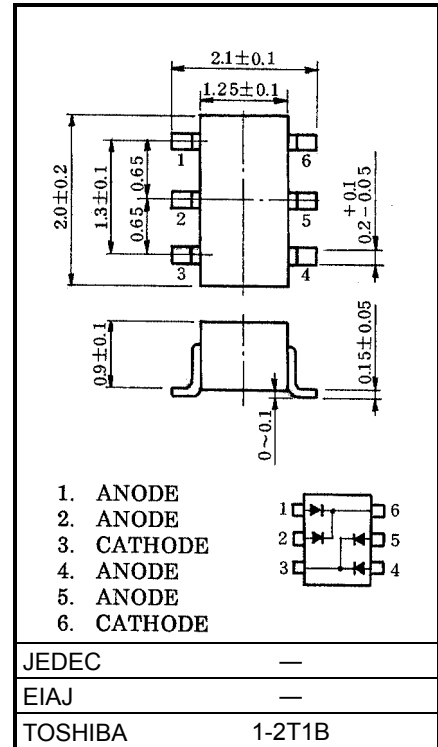 2.1±0.1
1.25±0.1
1 6
2 5
3 4
2.0±0.2
1.3±0.1
0.65
0.65
+0.1
0.2-0.05
0.9±0.1
0.15±0.05
0~0.1
1. ANODE
2. ANODE
3. CATHODE
4. ANODE
5. ANODE
6. CATHODE
1 6
2 5
3 4
JEDEC —
EIAJ —
TOSHIBA 1-2T1B